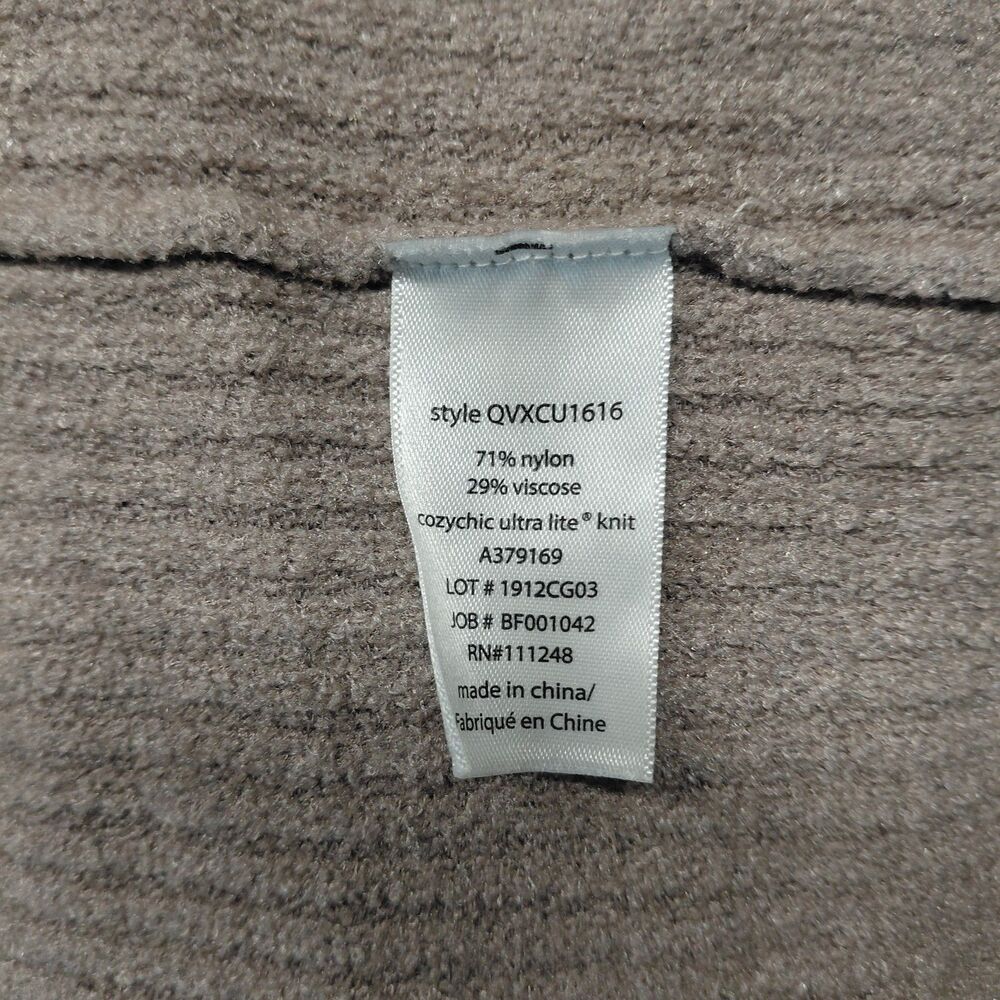 style QVXCU1616
71% nylon
29% viscose
cozychic ultra lite® knit
A379169
LOT # 1912CG03
JOB # BF001042
RN#111248
made in china/
Fabriqué en Chine